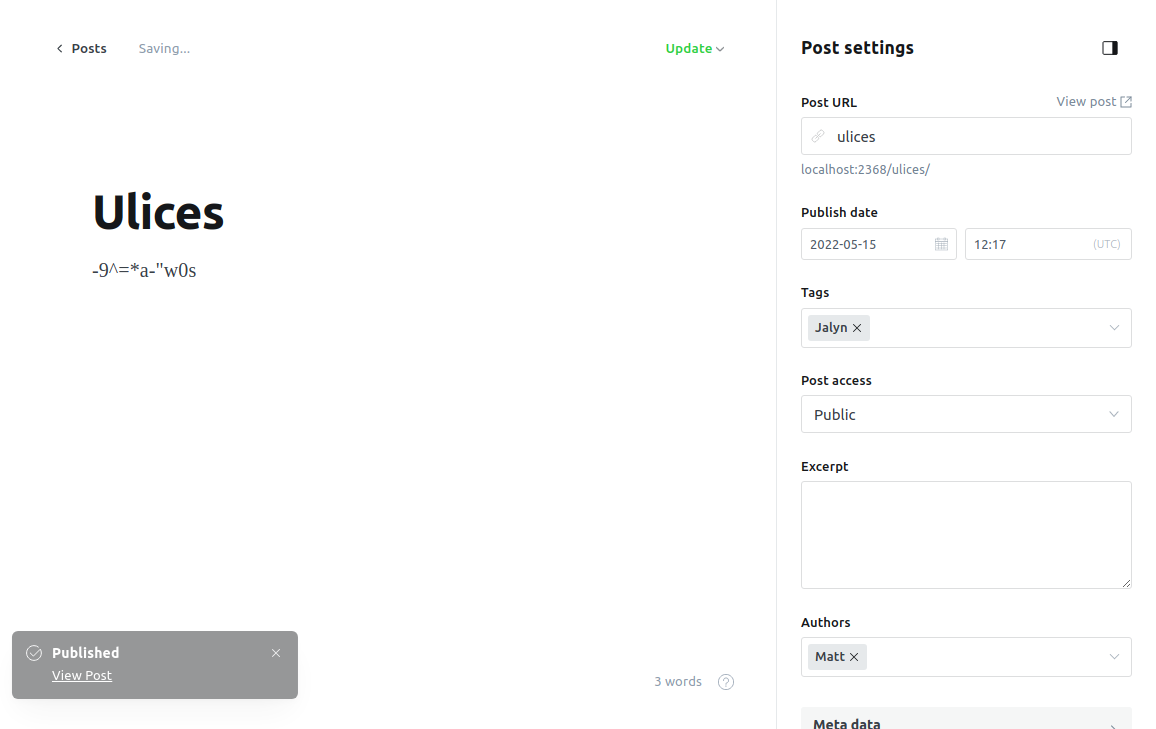 Posts
Saving...
Update
Ulices
-9^=*a-"w0s
Published
View Post
3 words
?
Post settings
Post URL
View post
ulices
localhost:2368/ulices/
Publish date
2022-05-15
12:17
(UTC)
Tags
Jalyn
Post access
Public
Excerpt
Authors
Matt
Meta data